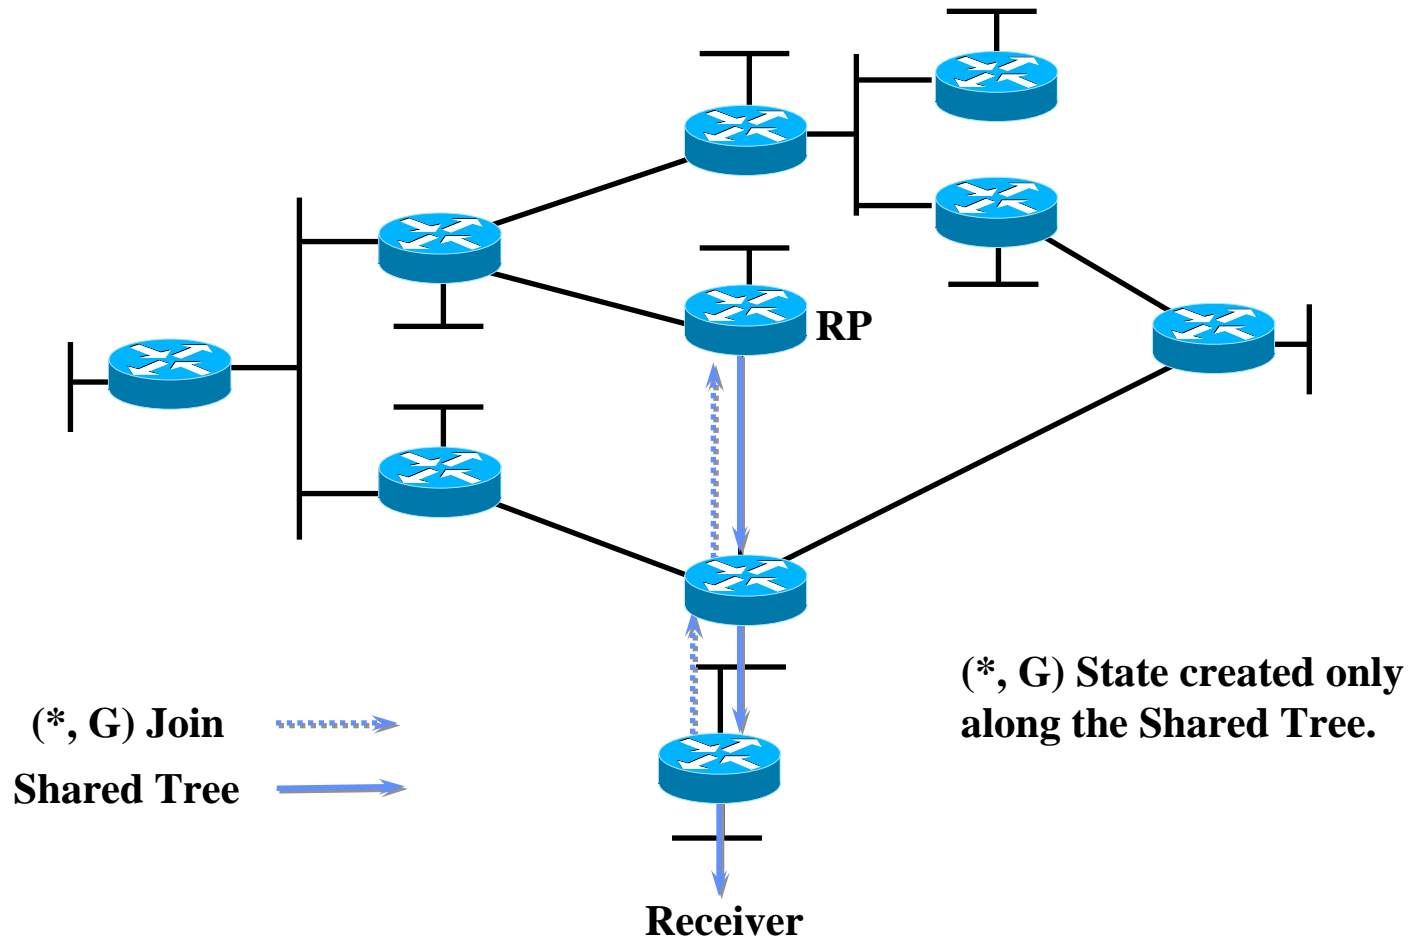 RP
(*, G) State created only
along the Shared Tree.
(*, G) Join
Shared Tree
Receiver